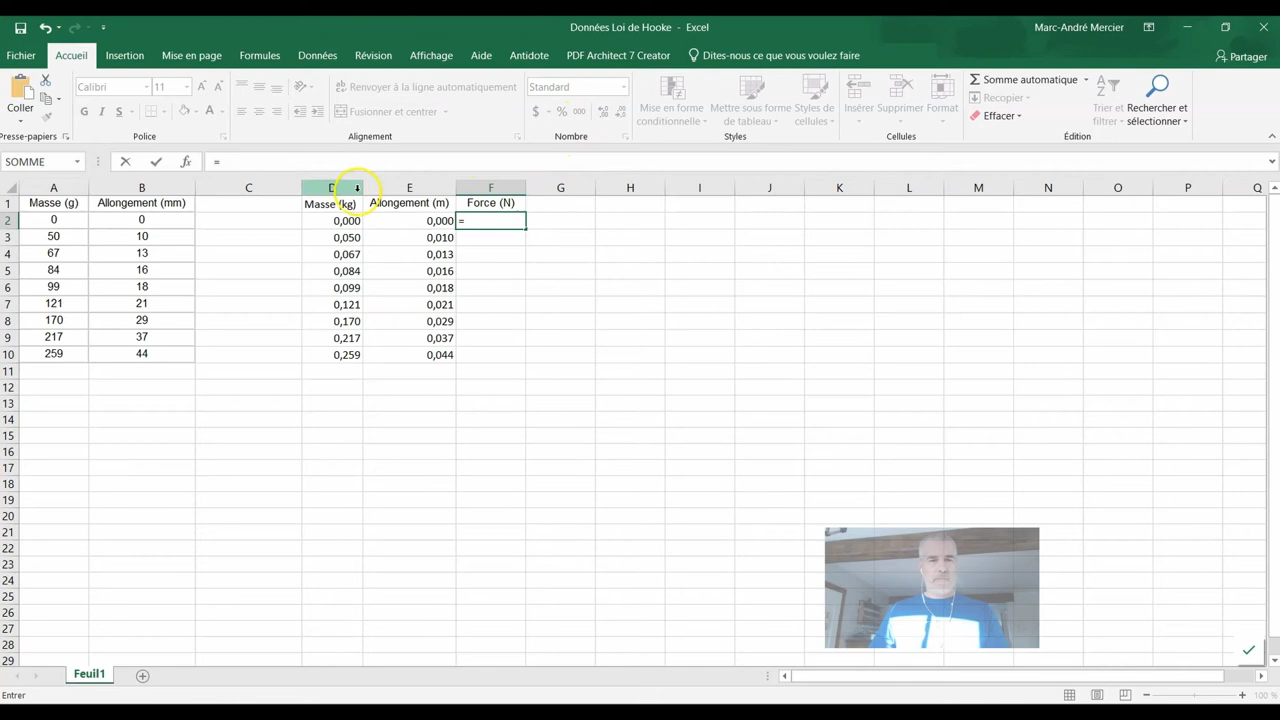 Données Loi de Hooke - Excel
Marc-André Mercier
Fichier Accueil Insertion Mise en page Formules Données Révision Affichage Aide Antidote PDF Architect 7 Creator Dites-nous ce que vous voulez faire Partager
Coller
Calibri 11
Renvoyer à la ligne automatiquement
Standard
Mise en forme conditionnelle
Mettre sous forme de tableau
Styles de cellules
Insérer Supprimer Format
Somme automatique
Recopier
Effacer
Trier et filtrer
Rechercher et sélectionner
G I S
Fusionner et centrer
$ % 000
Presse-papiers Police Alignement Nombre Styles Cellules Édition
SOMME fx =
A B C D E F G H I J K L M N O P Q
1 Masse (g) Allongement (mm) Masse (kg) Allongement (m) Force (N)
2 0 0 0,000 0,000 =
3 50 10 0,050 0,010
4 67 13 0,067 0,013
5 84 16 0,084 0,016
6 99 18 0,099 0,018
7 121 21 0,121 0,021
8 170 29 0,170 0,029
9 217 37 0,217 0,037
10 259 44 0,259 0,044
11
12
13
14
15
16
17
18
19
20
21
22
23
24
25
26
27
28
29
Feuil1
Entrer
100 %